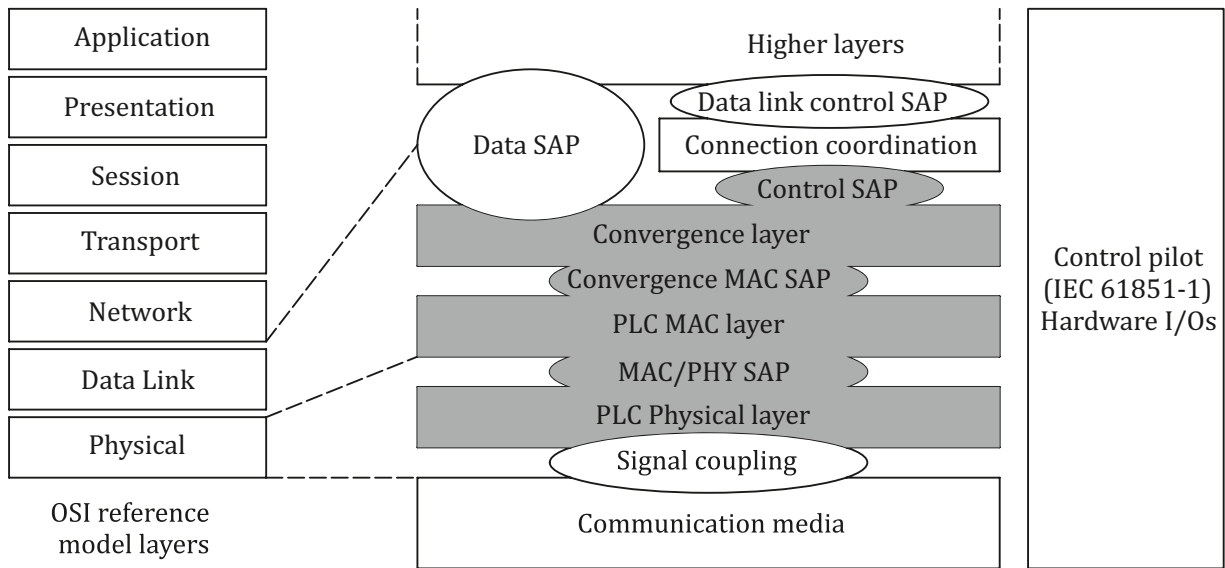 Application
Presentation
Session
Transport
Network
Data Link
Physical
OSI reference
model layers
Higher layers
Data SAP
Data link control SAP
Connection coordination
Control SAP
Convergence layer
Convergence MAC SAP
PLC MAC layer
MAC/PHY SAP
PLC Physical layer
Signal coupling
Communication media
Control pilot
(IEC 61851-1)
Hardware I/Os